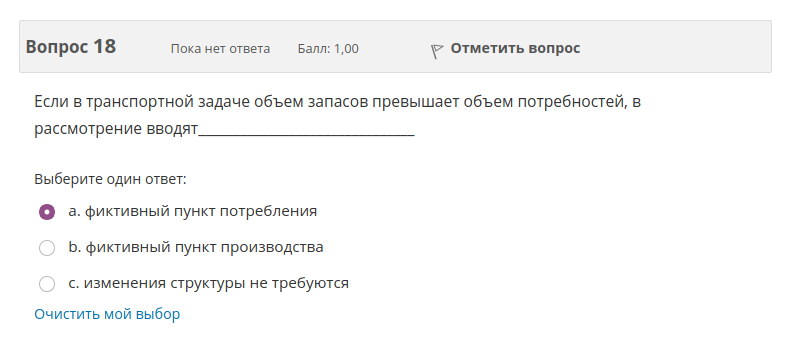 Вопрос 18 Пока нет ответа Балл: 1,00 Отметить вопрос
Если в транспортной задаче объем запасов превышает объем потребностей, в
рассмотрение вводят______________________________
Выберите один ответ:
a. фиктивный пункт потребления
b. фиктивный пункт производства
c. изменения структуры не требуются
Очистить мой выбор